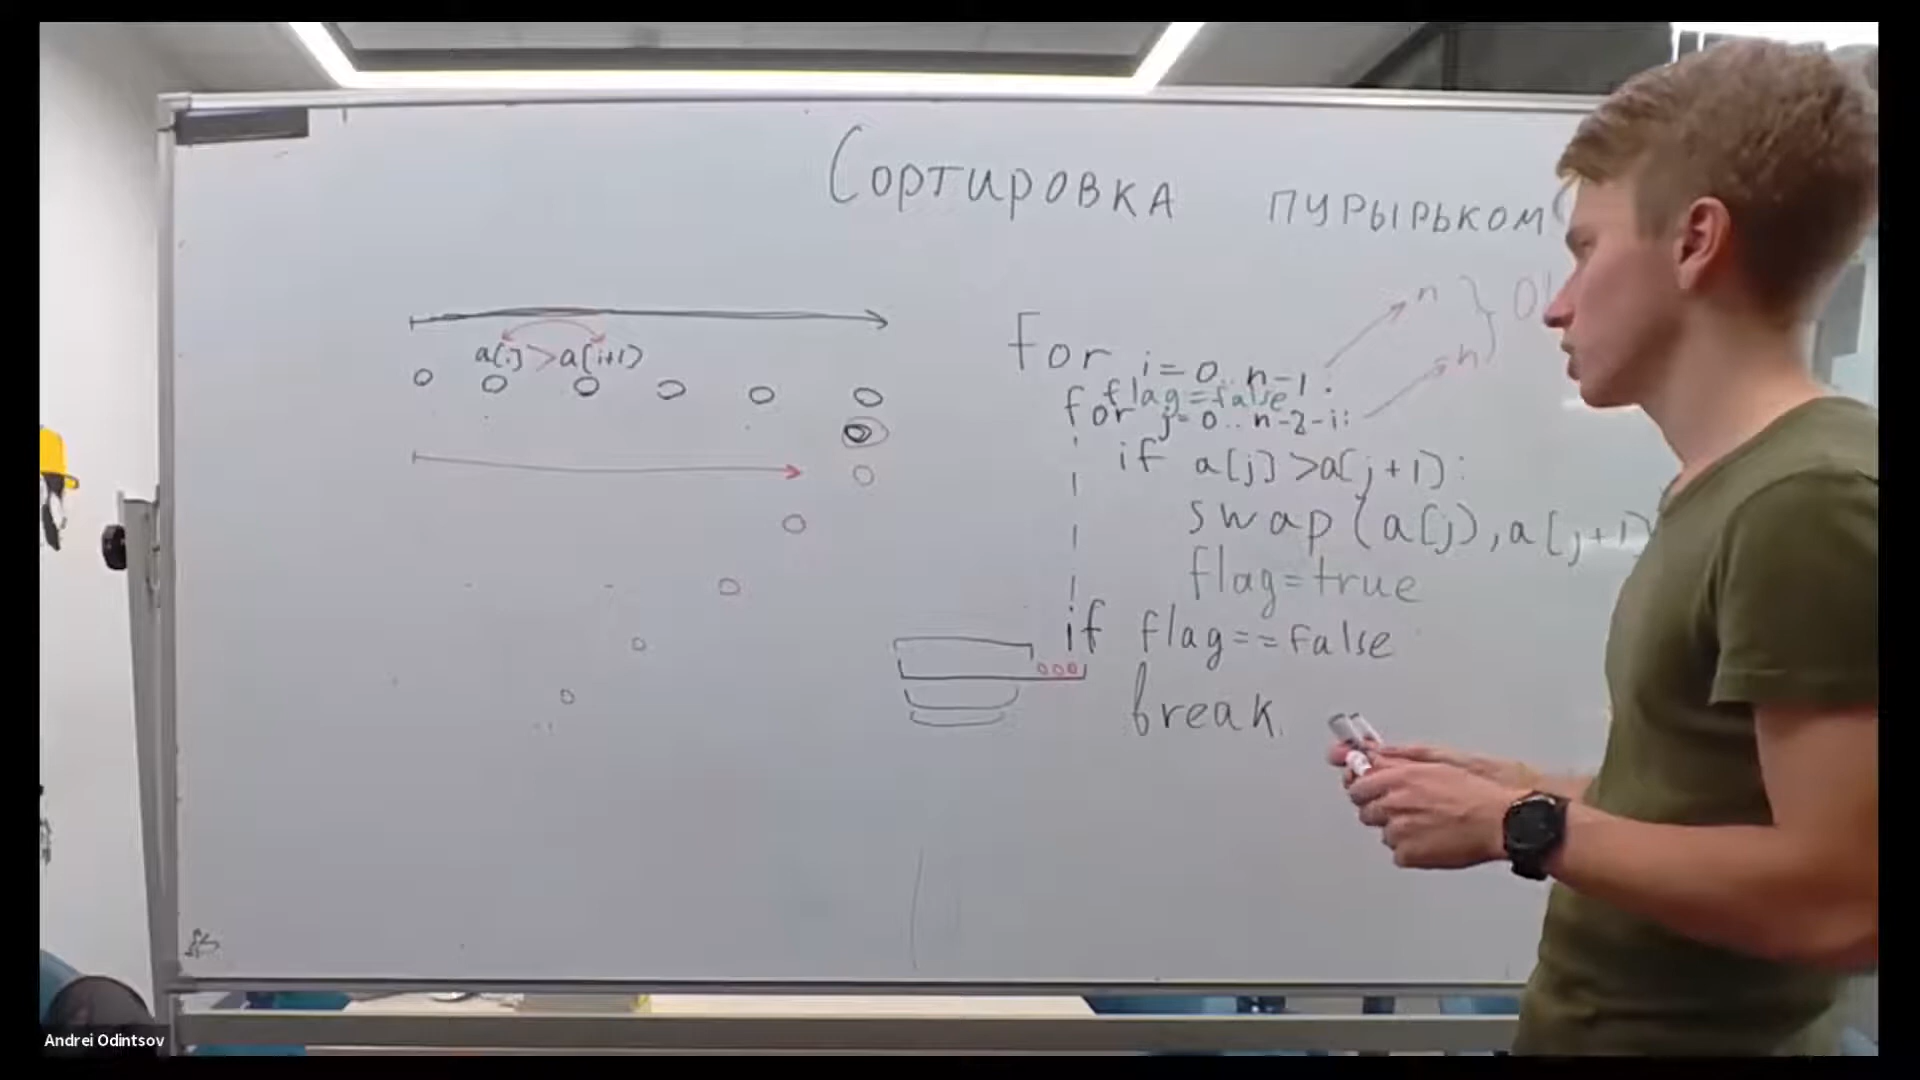 Сортировка пурырьком
a[i]>a[i+1]
for i=0..n-1:
n
flag=false
for j=0..n-2-i:
n
if a[j]>a[j+1]:
swap(a[j],a[j+1]
flag=true
if flag==false
break
Andrei Odintsov